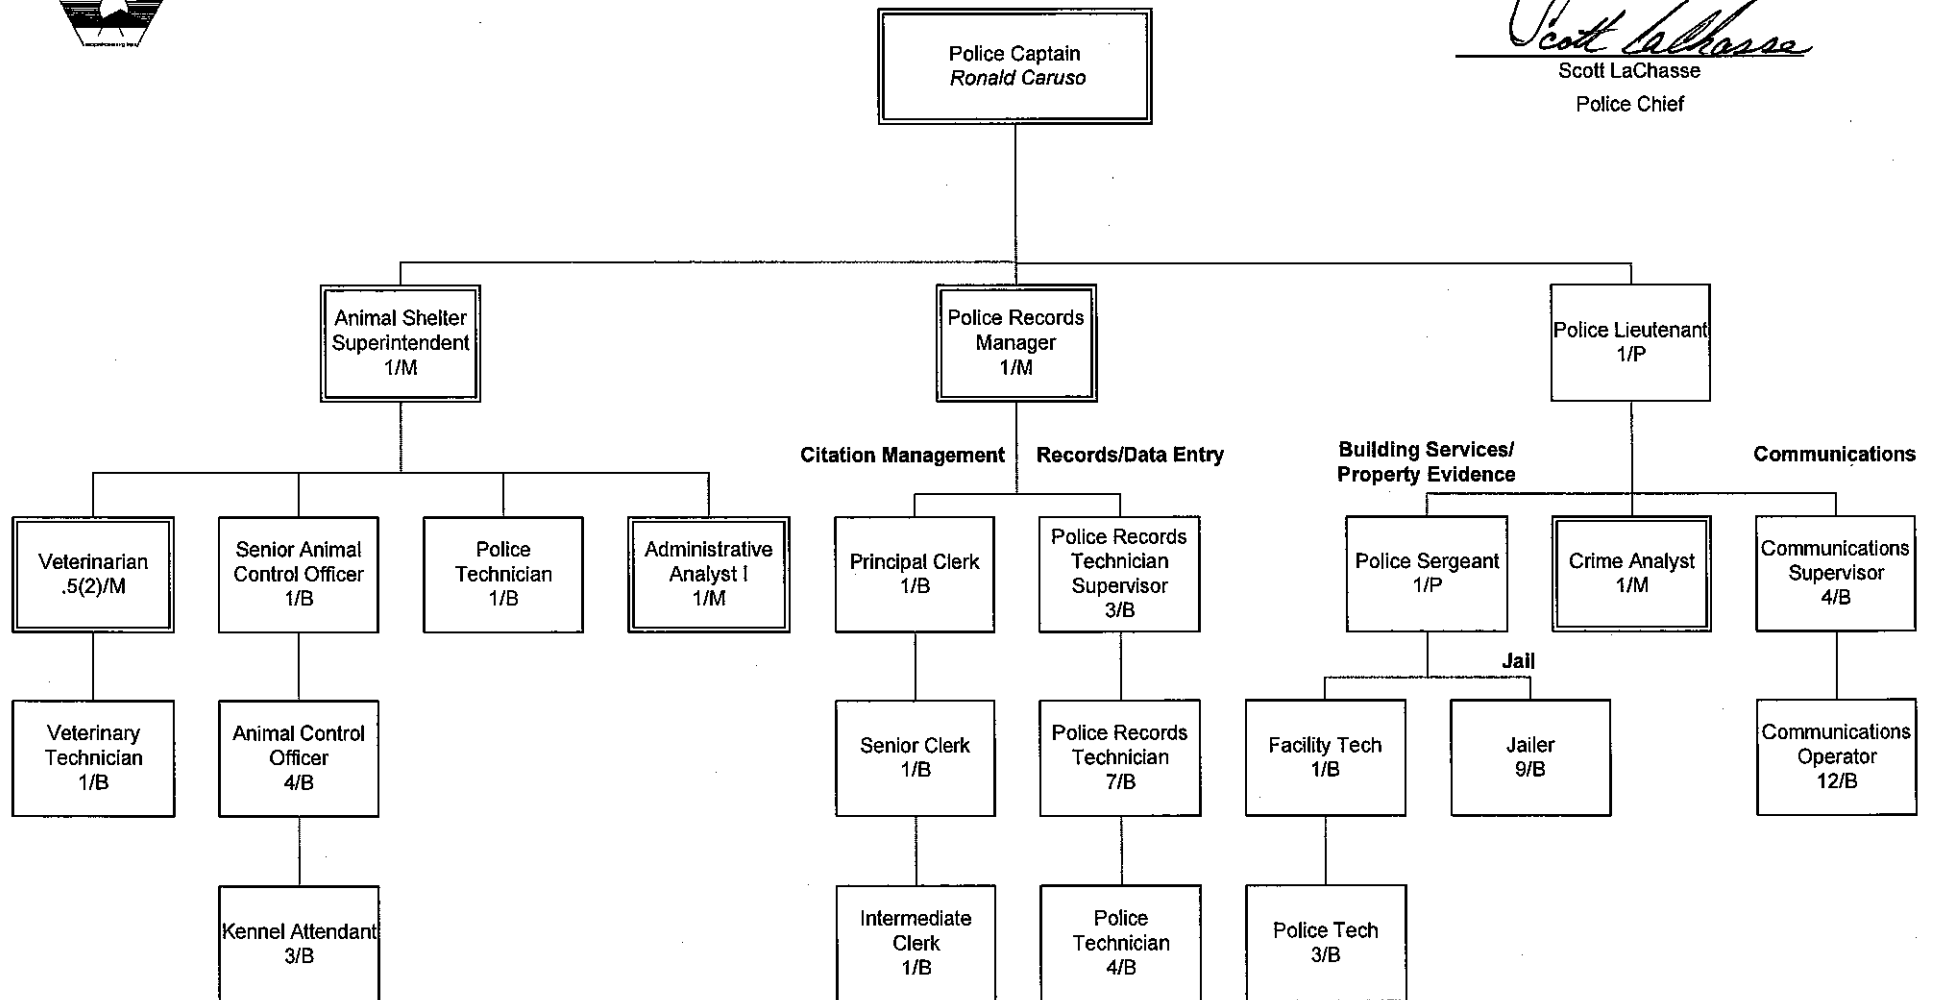 Scott LaChasse
Police Captain
Ronald Caruso
Scott LaChasse
Police Chief
Animal Shelter
Superintendent
1/M
Police Records
Manager
1/M
Police Lieutenant
1/P
Citation Management
Records/Data Entry
Building Services/
Property Evidence
Communications
Veterinarian
.5(2)/M
Senior Animal
Control Officer
1/B
Police
Technician
1/B
Administrative
Analyst I
1/M
Principal Clerk
1/B
Police Records
Technician
Supervisor
3/B
Police Sergeant
1/P
Crime Analyst
1/M
Communications
Supervisor
4/B
Jail
Veterinary
Technician
1/B
Animal Control
Officer
4/B
Senior Clerk
1/B
Police Records
Technician
7/B
Facility Tech
1/B
Jailer
9/B
Communications
Operator
12/B
Kennel Attendant
3/B
Intermediate
Clerk
1/B
Police
Technician
4/B
Police Tech
3/B